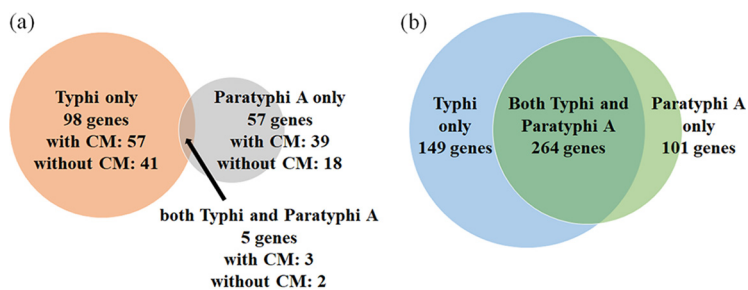 (a)
Typhi only
98 genes
with CM: 57
without CM: 41
Paratyphi A only
57 genes
with CM: 39
without CM: 18
both Typhi and Paratyphi A
5 genes
with CM: 3
without CM: 2
(b)
Typhi
only
149 genes
Both Typhi and
Paratyphi A
264 genes
Paratyphi A
only
101 genes